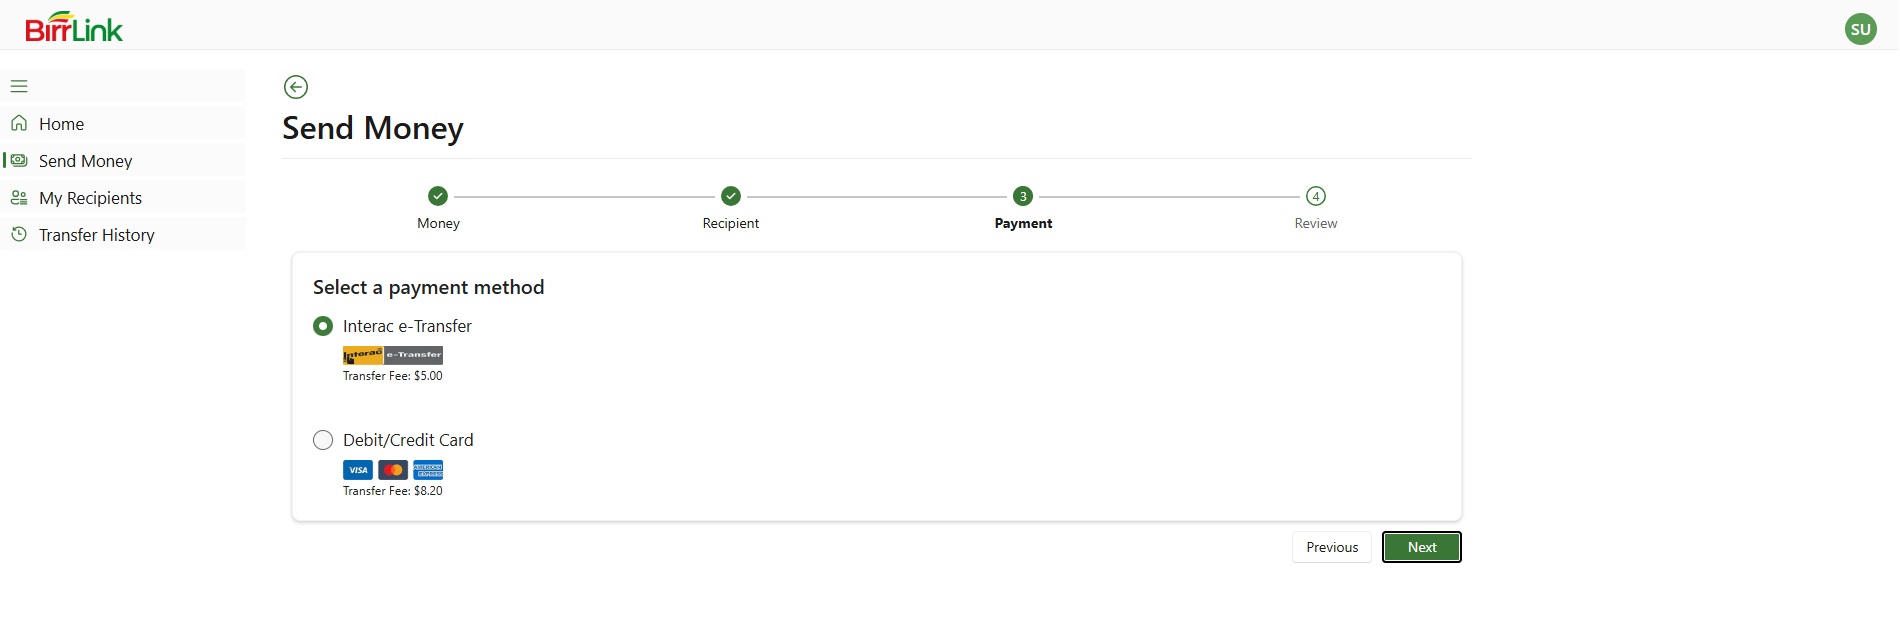 BirrLink
SU
Home
Send Money
My Recipients
Transfer History
Send Money
3
4
Money
Recipient
Payment
Review
Select a payment method
Interac e-Transfer
Interac e-Transfer
Transfer Fee: $5.00
Debit/Credit Card
VISA
AMERICAN EXPRESS
Transfer Fee: $8.20
Previous
Next